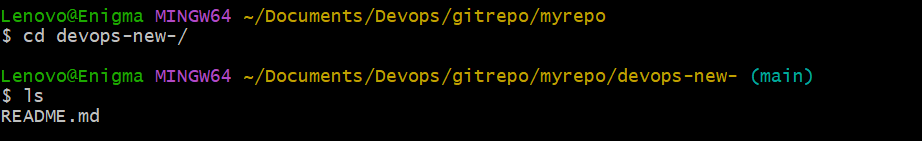 Lenovo@Enigma MINGW64 ~/Documents/Devops/gitrepo/myrepo
$ cd devops-new-/
Lenovo@Enigma MINGW64 ~/Documents/Devops/gitrepo/myrepo/devops-new- (main)
$ ls
README.md